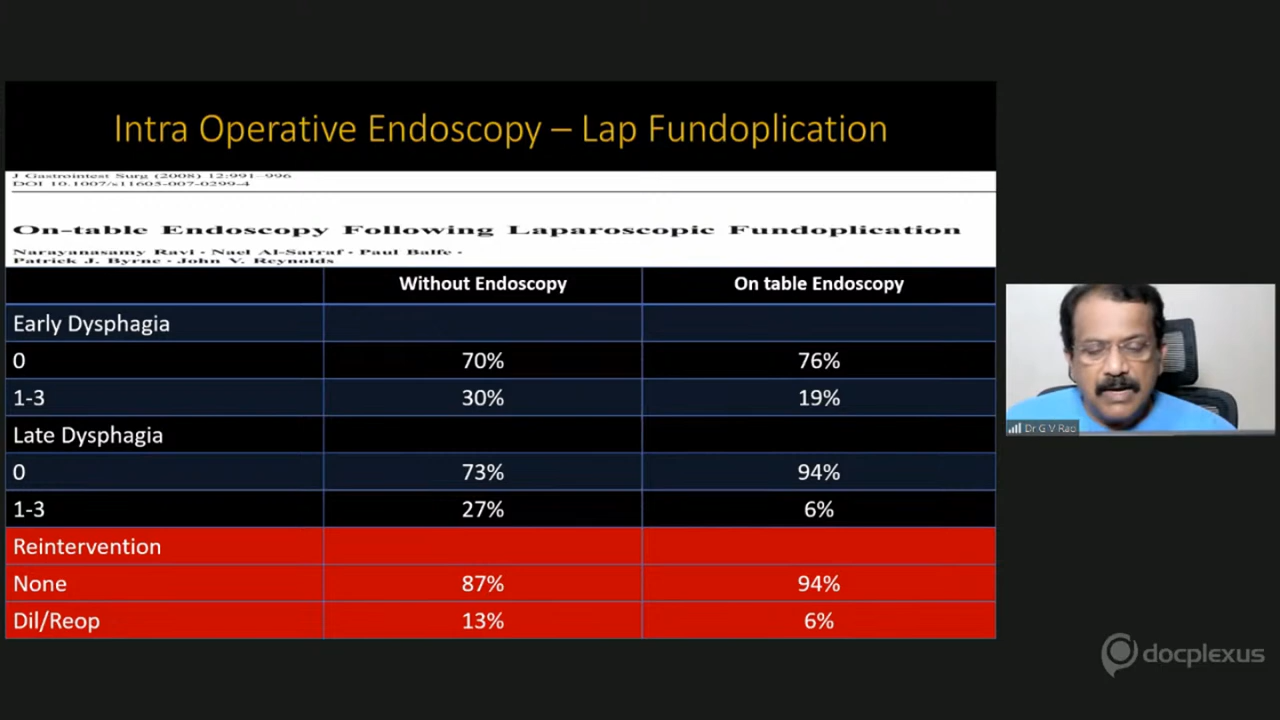 Intra Operative Endoscopy – Lap Fundoplication
J Gastrointest Surg (2008) 12:991–996
DOI 10.1007/s11605-007-0299-4
On-table Endoscopy Following Laparoscopic Fundoplication
Narayanasamy Ravi · Nael Al-Sarraf · Paul Balfe ·
Patrick J. Byrne · John V. Reynolds
Without Endoscopy On table Endoscopy
Early Dysphagia
0 70% 76%
1-3 30% 19%
Late Dysphagia
0 73% 94%
1-3 27% 6%
Reintervention
None 87% 94%
Dil/Reop 13% 6%
Dr G V Rao
docplexus